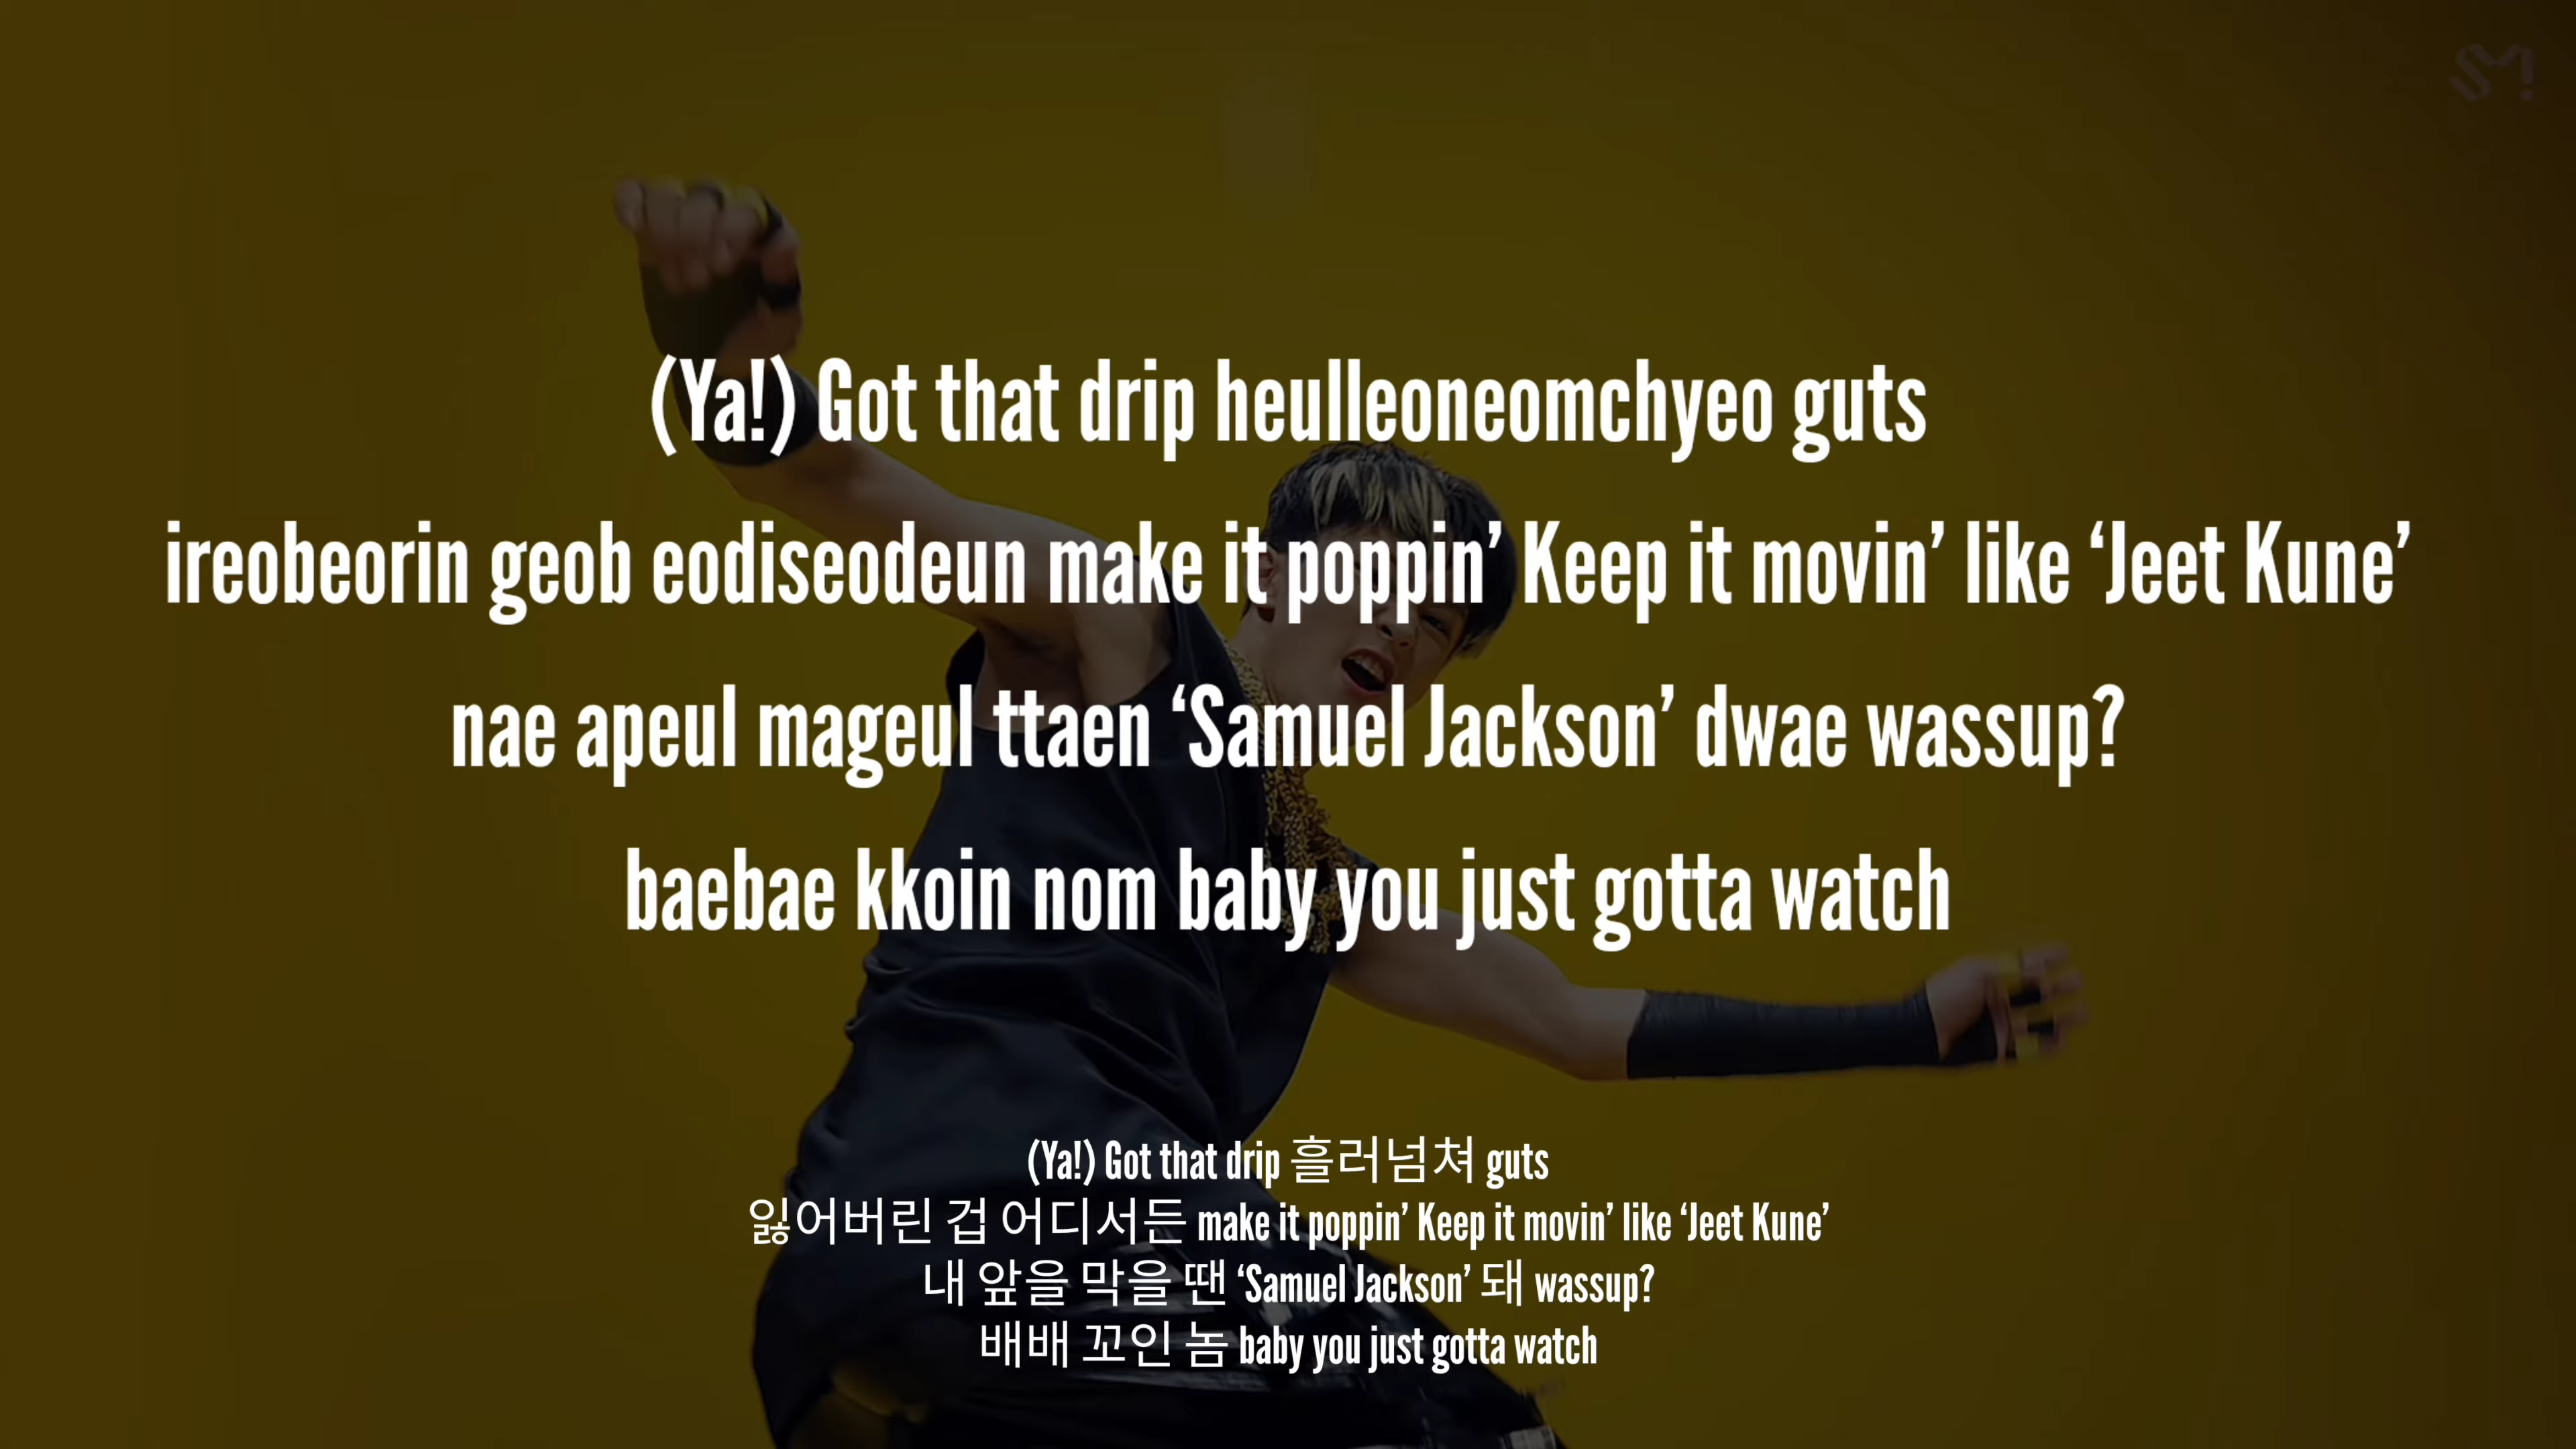 SM!
(Ya!) Got that drip heulleoneomchyeo guts
ireobeorin geob eodiseodeun make it poppin’ Keep it movin’ like ‘Jeet Kune’
nae apeul mageul ttaen ‘Samuel Jackson’ dwae wassup?
baebae kkoin nom baby you just gotta watch
(Ya!) Got that drip 흘러넘쳐 guts
잃어버린 겁 어디서든 make it poppin’ Keep it movin’ like ‘Jeet Kune’
내 앞을 막을 땐 ‘Samuel Jackson’ 돼 wassup?
배배 꼬인 놈 baby you just gotta watch